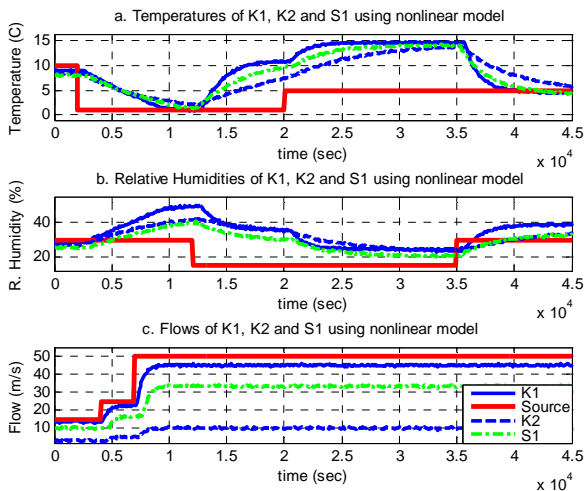 a. Temperatures of K1, K2 and S1 using nonlinear model
Temperature (C)
15
10
5
0
0 0.5 1 1.5 2 2.5 3 3.5 4 4.5
time (sec)
x 10^4
b. Relative Humidities of K1, K2 and S1 using nonlinear model
R. Humidity (%)
40
20
0 0.5 1 1.5 2 2.5 3 3.5 4 4.5
time (sec)
x 10^4
c. Flows of K1, K2 and S1 using nonlinear model
Flow (m/s)
50
40
30
20
10
0 0.5 1 1.5 2 2.5 3 3.5 4 4.5
time (sec)
x 10^4
K1
Source
K2
S1